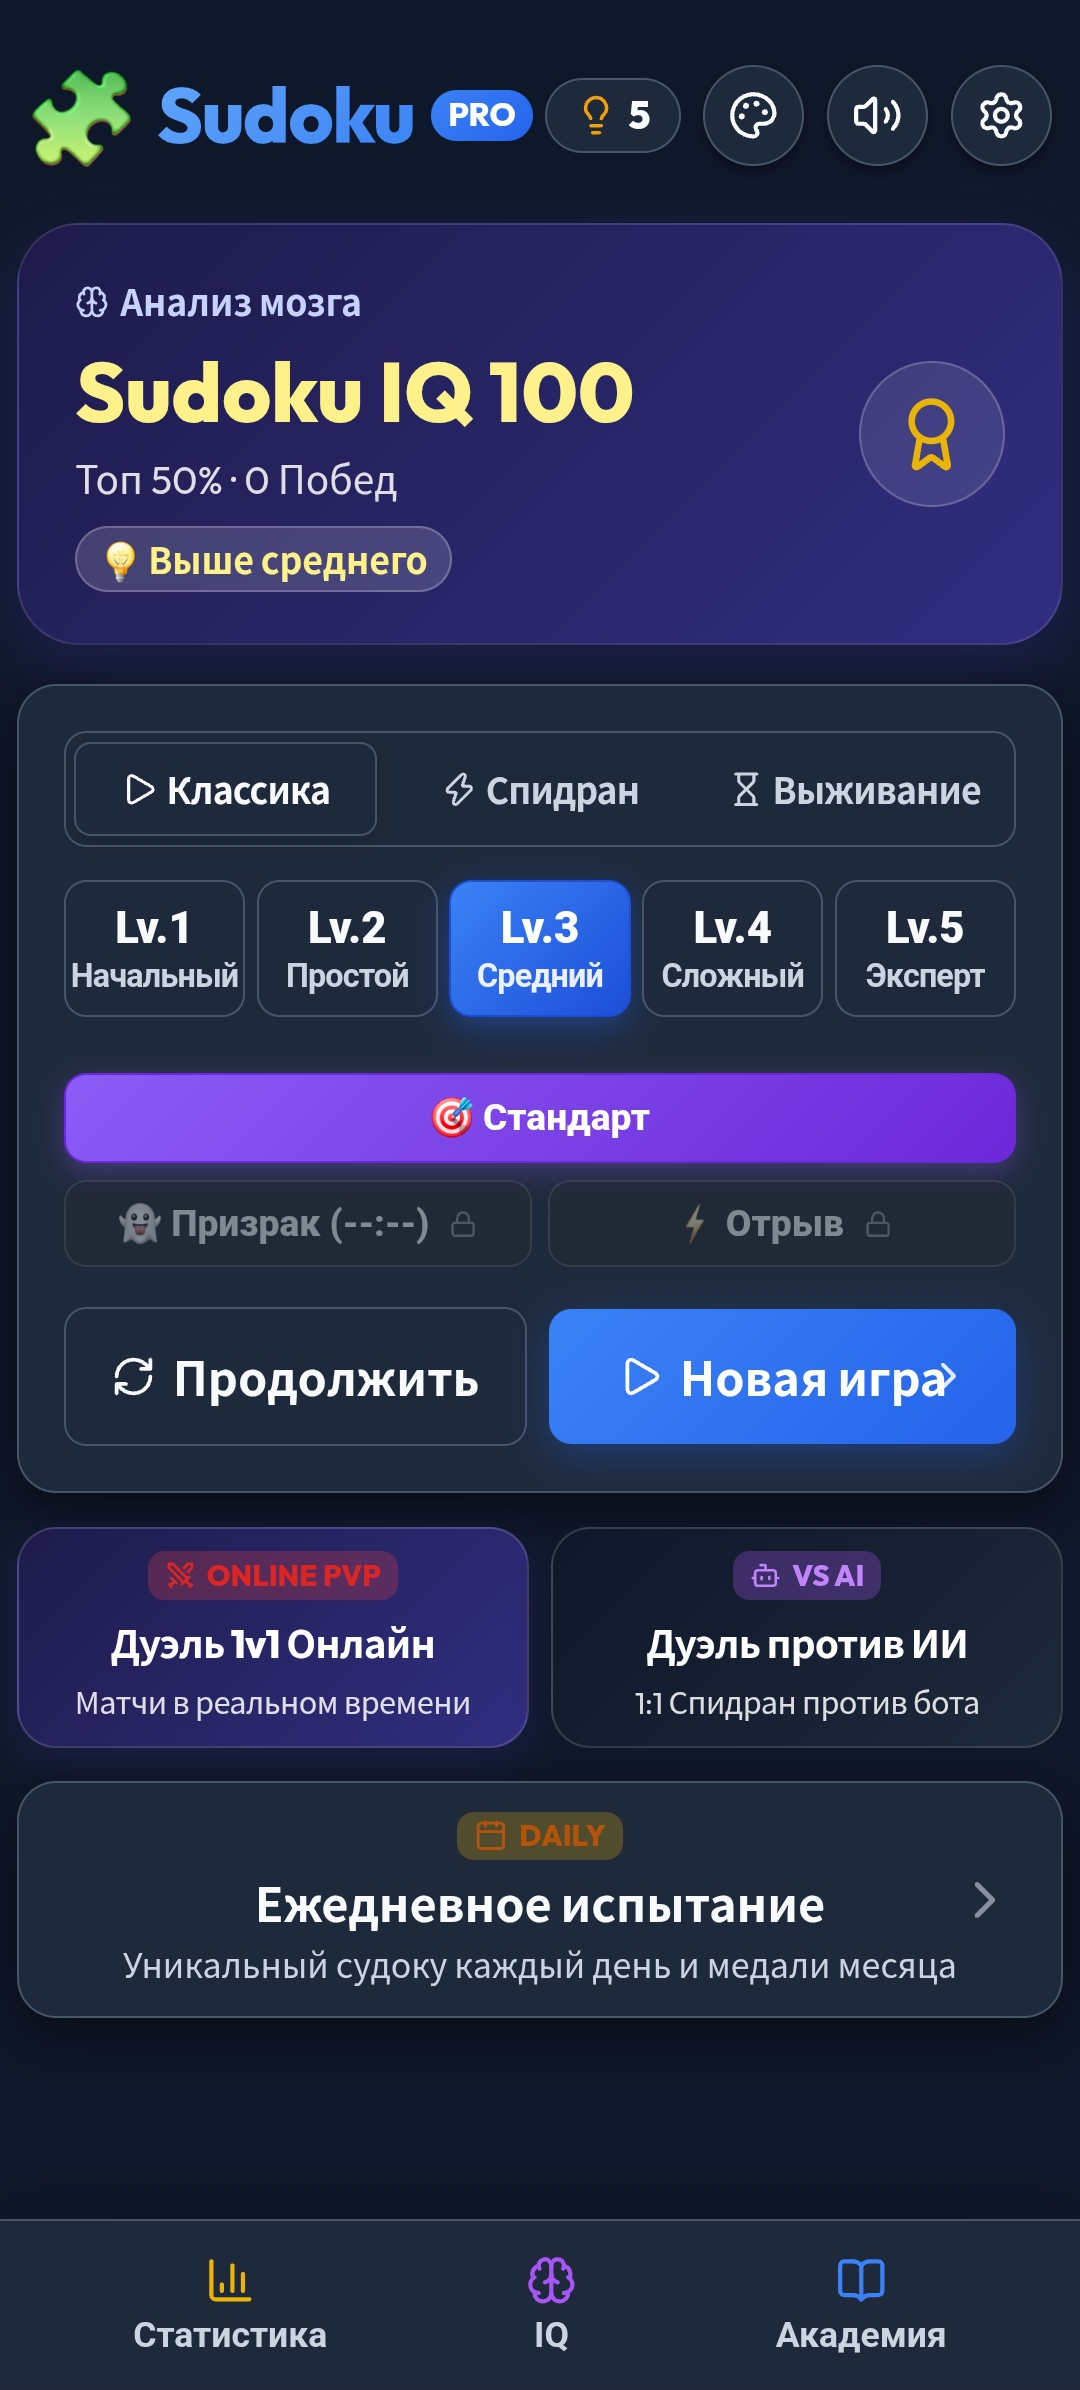 Sudoku PRO 5
Анализ мозга
Sudoku IQ 100
Топ 50% · 0 Побед
Выше среднего
Классика Спидран Выживание
Lv.1 Lv.2 Lv.3 Lv.4 Lv.5
Начальный Простой Средний Сложный Эксперт
Стандарт
Призрак (--:--) Отрыв
Продолжить Новая игра
ONLINE PVP VS AI
Дуэль 1v1 Онлайн Дуэль против ИИ
Матчи в реальном времени 1:1 Спидран против бота
DAILY
Ежедневное испытание
Уникальный судоку каждый день и медали месяца
Статистика IQ Академия